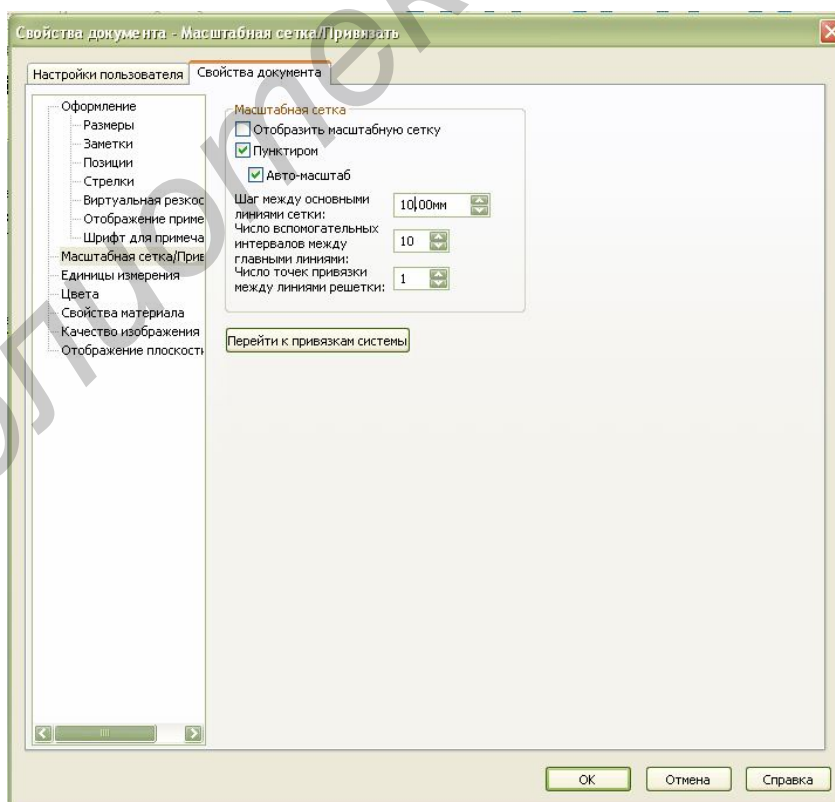 Свойства документа - Масштабная сетка/Привязать
Настройки пользователя
Свойства документа
Оформление
Размеры
Заметки
Позиции
Стрелки
Виртуальная резкос
Отображение приме
Шрифт для примеча
Масштабная сетка/Прив
Единицы измерения
Цвета
Свойства материала
Качество изображения
Отображение плоскости
Масштабная сетка
Отобразить масштабную сетку
Пунктиром
Авто-масштаб
Шаг между основными
линиями сетки:
10,00мм
Число вспомогательных
интервалов между
главными линиями:
10
Число точек привязки
между линиями решетки:
1
Перейти к привязкам системы
OK
Отмена
Справка